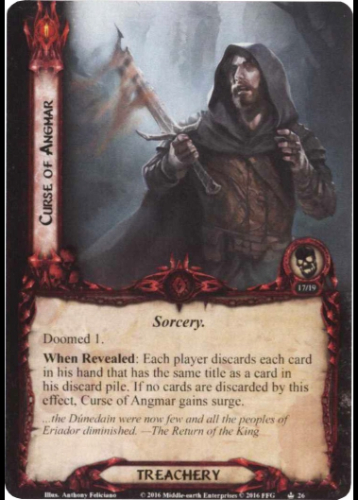 CURSE OF ANGMAR
17/19
Sorcery.
Doomed 1.
When Revealed: Each player discards each card
in his hand that has the same title as a card in
his discard pile. If no cards are discarded by this
effect, Curse of Angmar gains surge.
...the Dúnedain were now few and all the peoples of
Eriador diminished. —The Return of the King
TREACHERY
Illus. Anthony Feliciano © 2016 Middle-earth Enterprises © 2016 FFG 26